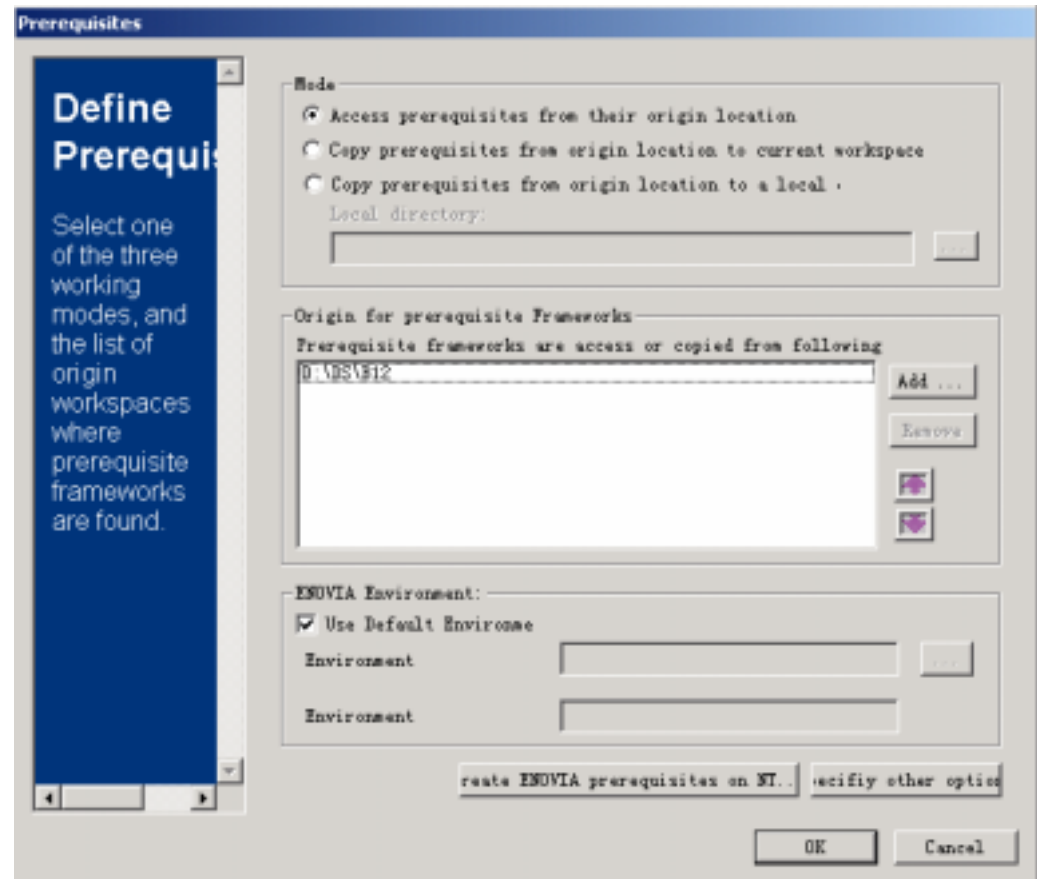 Prerequisites
Define
Prerequis
Select one
of the three
working
modes, and
the list of
origin
workspaces
where
prerequisite
frameworks
are found.
Mode
Access prerequisites from their origin location
Copy prerequisites from origin location to current workspace
Copy prerequisites from origin location to a local
Local directory:
...
Origin for prerequisite Frameworks
Prerequisite frameworks are access or copied from following
D:\DS\B12
Add ...
Remove
ENOVIA Environment:
Use Default Environme
Environment
...
Environment
reate ENOVIA prerequisites on NT..
ecifiy other option
OK
Cancel